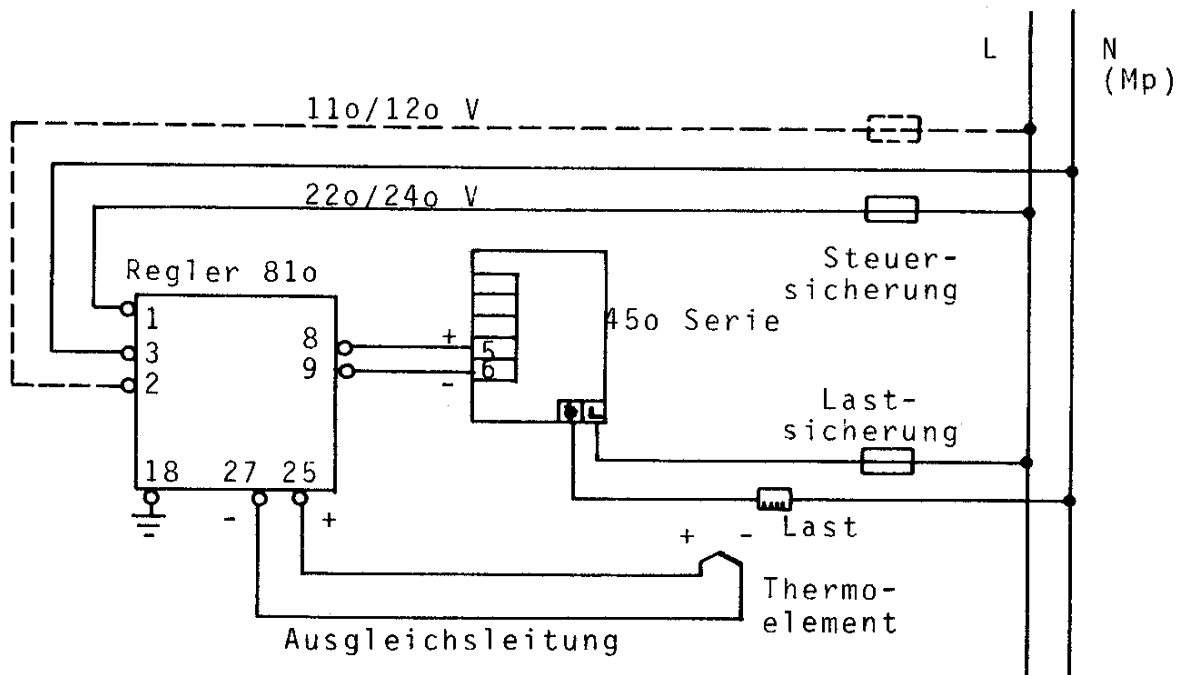 L
N
(Mp)
11o/12o V
22o/24o V
Steuer-
sicherung
Regler 81o
45o Serie
1
3
2
8
9
+
-
5
6
L
Last-
sicherung
18
27
25
-
+
Last
+
-
Thermo-
element
Ausgleichsleitung